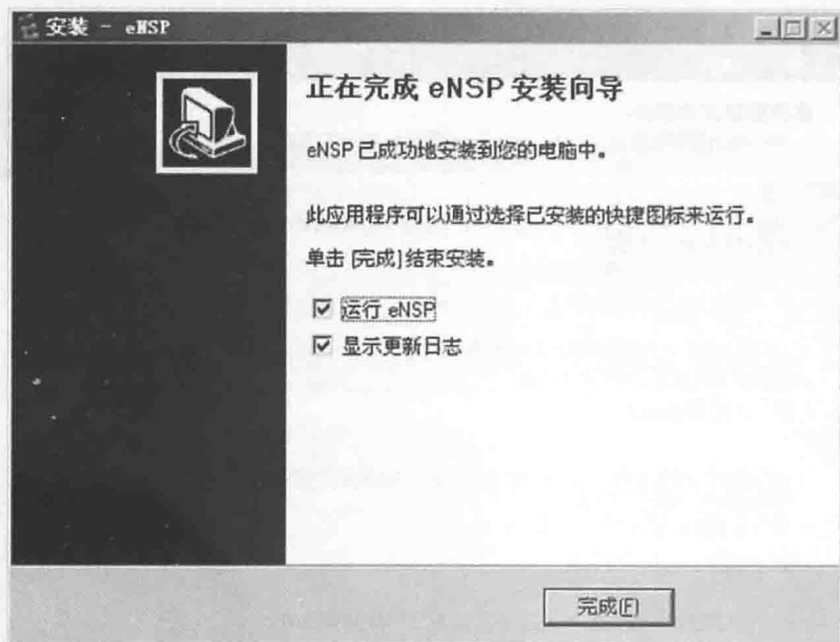 安装 - eNSP
正在完成 eNSP 安装向导
eNSP 已成功地安装到您的电脑中。
此应用程序可以通过选择已安装的快捷图标来运行。
单击 [完成] 结束安装。
运行 eNSP
显示更新日志
完成(F)